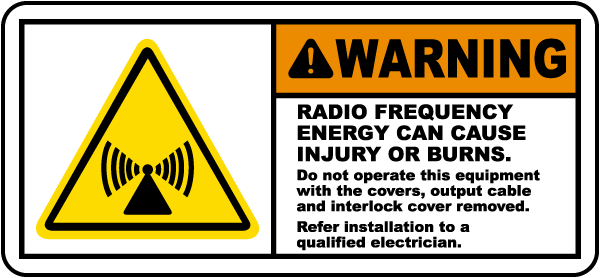 WARNING
RADIO FREQUENCY
ENERGY CAN CAUSE
INJURY OR BURNS.
Do not operate this equipment
with the covers, output cable
and interlock cover removed.
Refer installation to a
qualified electrician.